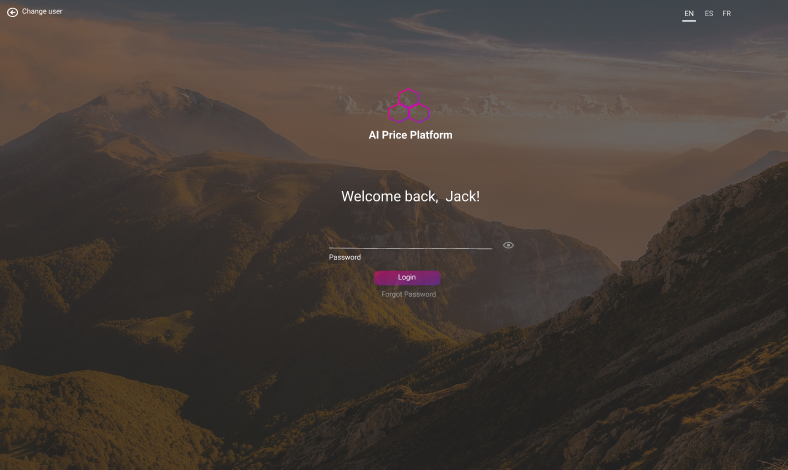 Change user
EN ES FR
AI Price Platform
Welcome back, Jack!
Password
Login
Forgot Password